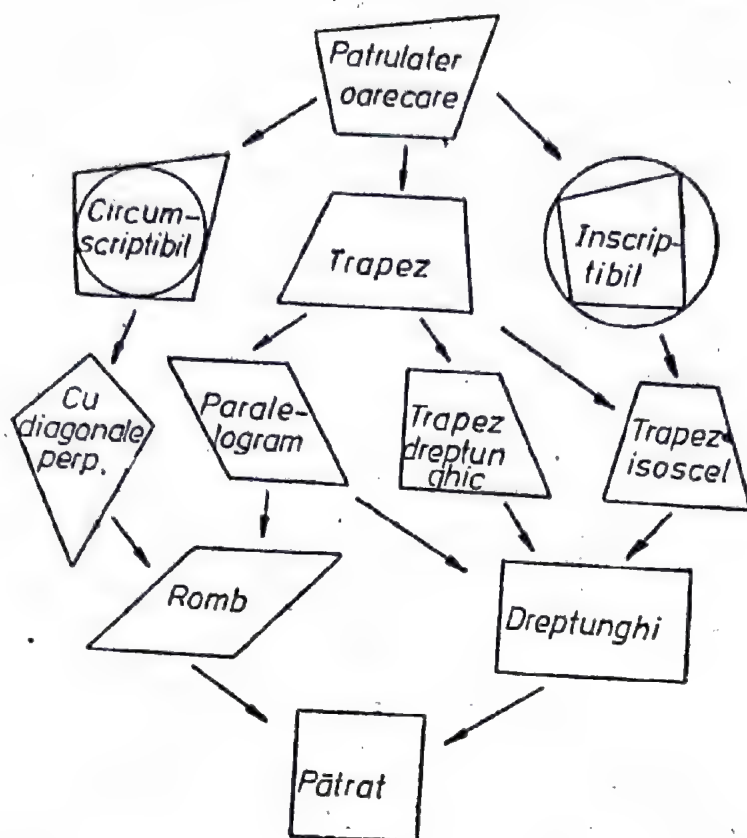 Patrulater
oarecare
Circum-
scriptibil
Trapez
Inscrip-
tibil
Cu
diagonale
perp.
Parale-
logram
Trapez
dreptun
ghic
Trapez
isoscel
Romb
Dreptunghi
Pătrat